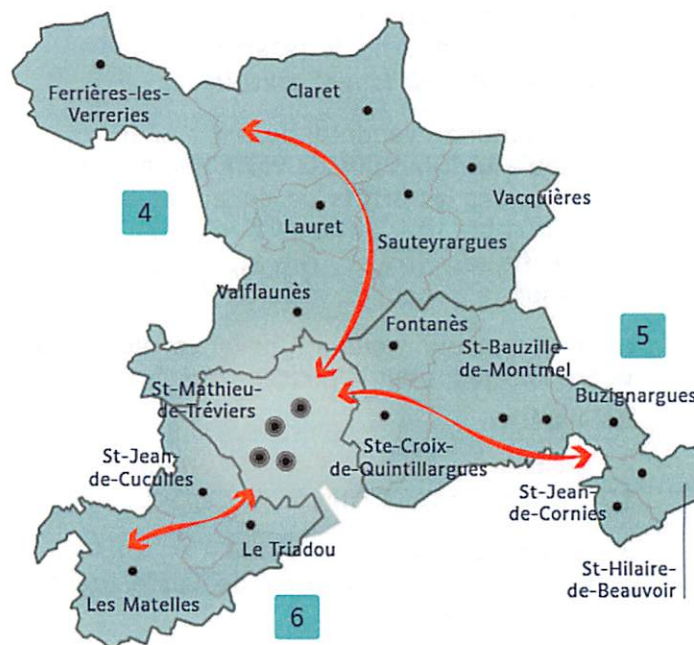 Ferrières-les-
Verreries
Claret
4
Lauret
Vacquières
Sauteyrargues
Valflaunès
Fontanès
St-Bauzille-
de-Montmel
5
St-Mathieu-
de-Tréviers
Buzignargues
St-Jean-
de-Cuculles
Ste-Croix-
de-Quintillargues
St-Jean-
de-Cornies
Le Triadou
St-Hilaire-
de-Beauvoir
Les Matelles
6